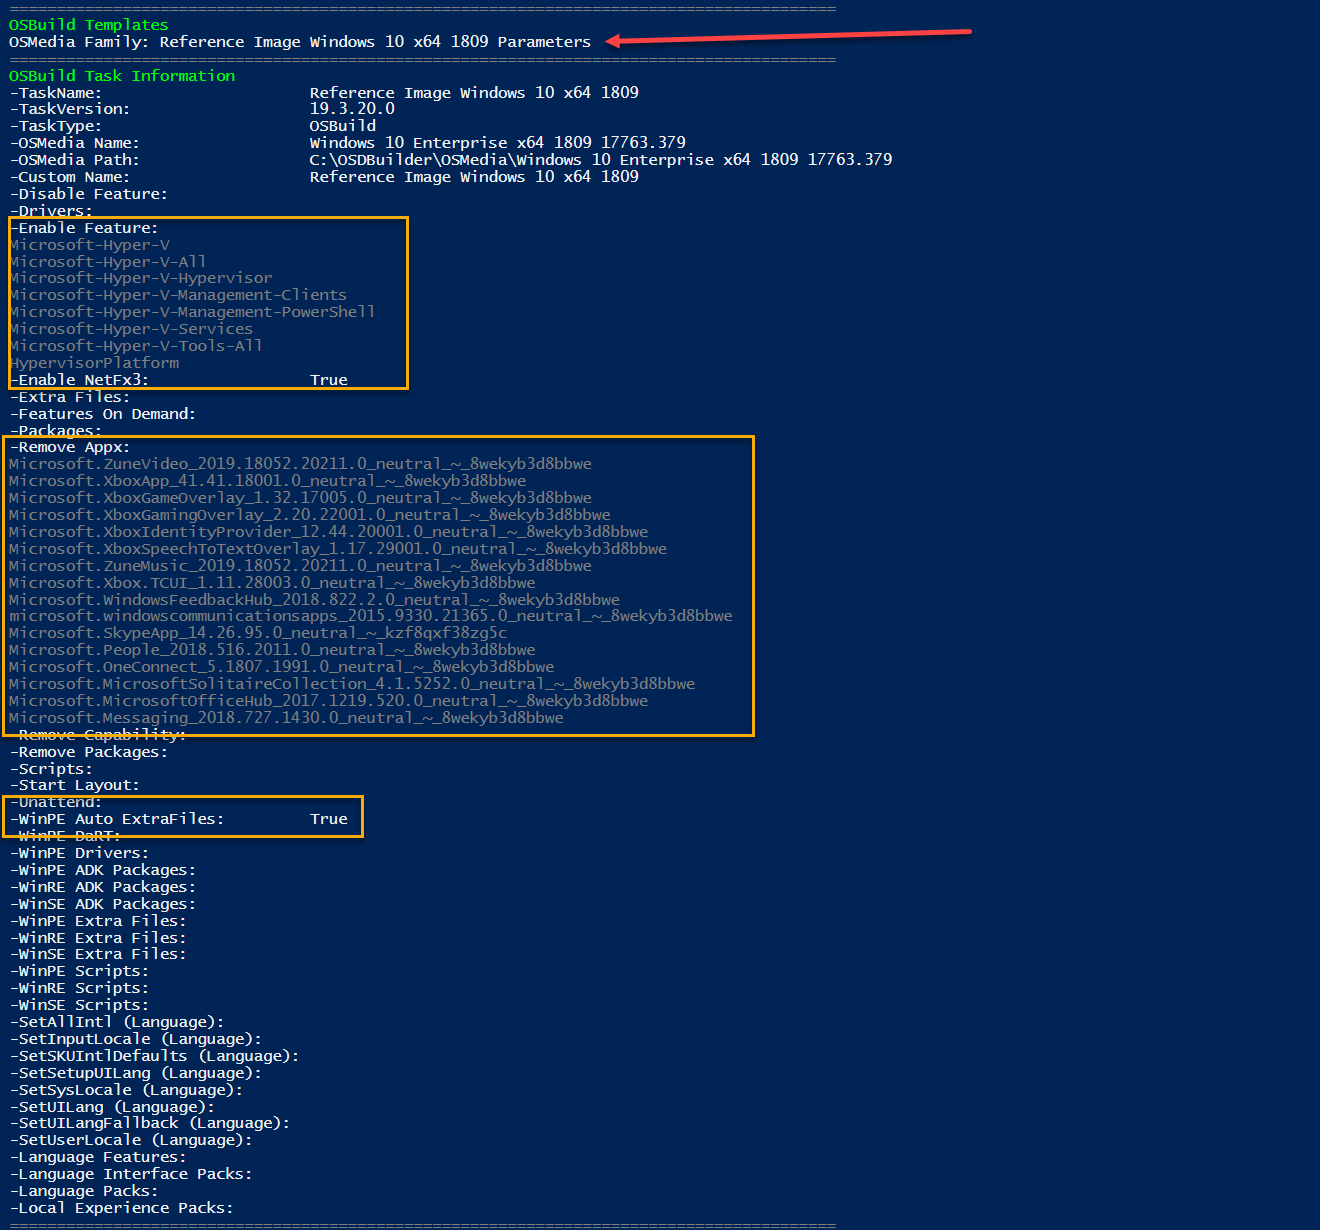 ========================================================================================
OSBuild Templates
OSMedia Family: Reference Image Windows 10 x64 1809 Parameters
========================================================================================
OSBuild Task Information
-TaskName: Reference Image Windows 10 x64 1809
-TaskVersion: 19.3.20.0
-TaskType: OSBuild
-OSMedia Name: Windows 10 Enterprise x64 1809 17763.379
-OSMedia Path: C:\OSDBuilder\OSMedia\Windows 10 Enterprise x64 1809 17763.379
-Custom Name: Reference Image Windows 10 x64 1809
-Disable Feature:
-Drivers:
-Enable Feature:
Microsoft-Hyper-V
Microsoft-Hyper-V-All
Microsoft-Hyper-V-Hypervisor
Microsoft-Hyper-V-Management-Clients
Microsoft-Hyper-V-Management-PowerShell
Microsoft-Hyper-V-Services
Microsoft-Hyper-V-Tools-All
HypervisorPlatform
-Enable NetFx3: True
-Extra Files:
-Features On Demand:
-Packages:
-Remove Appx:
Microsoft.ZuneVideo_2019.18052.20211.0_neutral_~_8wekyb3d8bbwe
Microsoft.XboxApp_41.41.18001.0_neutral_~_8wekyb3d8bbwe
Microsoft.XboxGameOverlay_1.32.17005.0_neutral_~_8wekyb3d8bbwe
Microsoft.XboxGamingOverlay_2.20.22001.0_neutral_~_8wekyb3d8bbwe
Microsoft.XboxIdentityProvider_12.44.20001.0_neutral_~_8wekyb3d8bbwe
Microsoft.XboxSpeechToTextOverlay_1.17.29001.0_neutral_~_8wekyb3d8bbwe
Microsoft.ZuneMusic_2019.18052.20211.0_neutral_~_8wekyb3d8bbwe
Microsoft.Xbox.TCUI_1.11.28003.0_neutral_~_8wekyb3d8bbwe
Microsoft.WindowsFeedbackHub_2018.822.2.0_neutral_~_8wekyb3d8bbwe
microsoft.windowscommunicationsapps_2015.9330.21365.0_neutral_~_8wekyb3d8bbwe
Microsoft.SkypeApp_14.26.95.0_neutral_~_kzf8qxf38zg5c
Microsoft.People_2018.516.2011.0_neutral_~_8wekyb3d8bbwe
Microsoft.OneConnect_5.1807.1991.0_neutral_~_8wekyb3d8bbwe
Microsoft.MicrosoftSolitaireCollection_4.1.5252.0_neutral_~_8wekyb3d8bbwe
Microsoft.MicrosoftOfficeHub_2017.1219.520.0_neutral_~_8wekyb3d8bbwe
Microsoft.Messaging_2018.727.1430.0_neutral_~_8wekyb3d8bbwe
-Remove Capability:
-Remove Packages:
-Scripts:
-Start Layout:
-Unattend:
-WinPE Auto ExtraFiles: True
-WinPE DaRT:
-WinPE Drivers:
-WinPE ADK Packages:
-WinRE ADK Packages:
-WinSE ADK Packages:
-WinPE Extra Files:
-WinRE Extra Files:
-WinSE Extra Files:
-WinPE Scripts:
-WinRE Scripts:
-WinSE Scripts:
-SetAllIntl (Language):
-SetInputLocale (Language):
-SetSKUIntlDefaults (Language):
-SetSetupUILang (Language):
-SetSysLocale (Language):
-SetUILang (Language):
-SetUILangFallback (Language):
-SetUserLocale (Language):
-Language Features:
-Language Interface Packs:
-Language Packs:
-Local Experience Packs:
========================================================================================